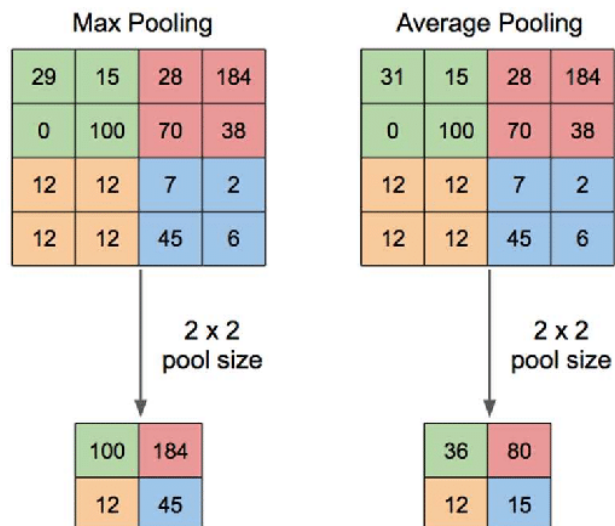 Max Pooling
29 15 28 184
0 100 70 38
12 12 7 2
12 12 45 6
2 x 2
pool size
100 184
12 45
Average Pooling
31 15 28 184
0 100 70 38
12 12 7 2
12 12 45 6
2 x 2
pool size
36 80
12 15